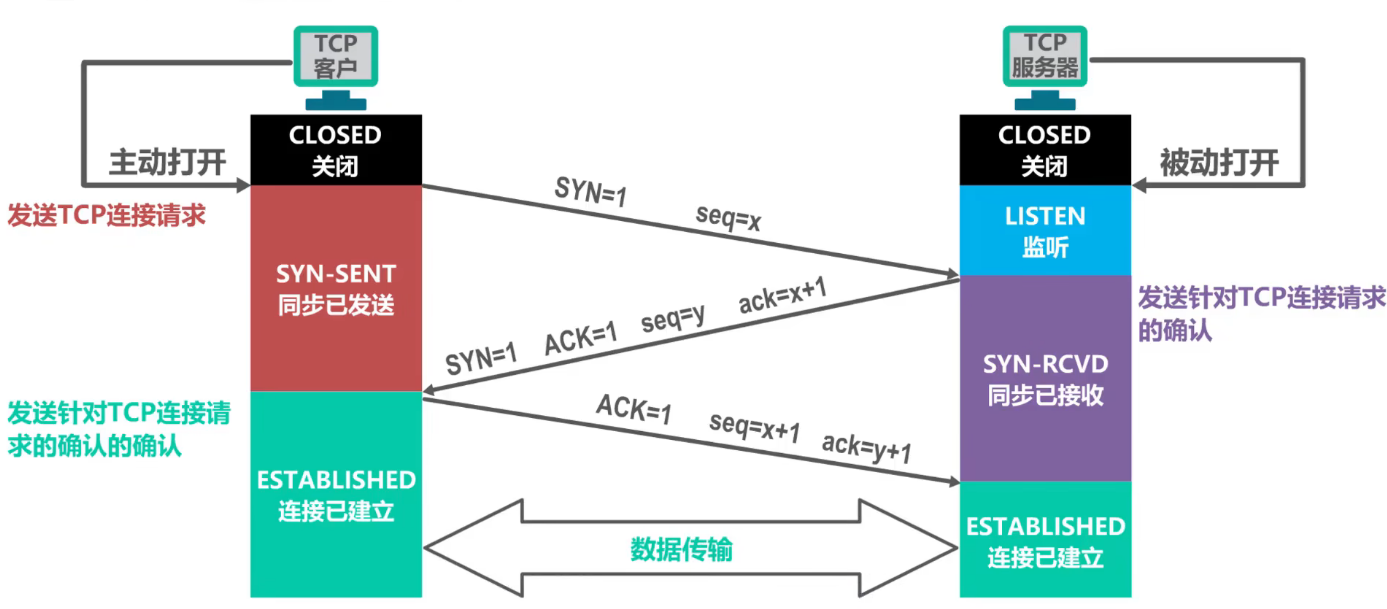 TCP
客户
TCP
服务器
CLOSED
关闭
CLOSED
关闭
主动打开
被动打开
发送TCP连接请求
SYN=1 seq=x
LISTEN
监听
SYN-SENT
同步已发送
SYN=1 ACK=1 seq=y ack=x+1
发送针对TCP连接请求
的确认
SYN-RCVD
同步已接收
发送针对TCP连接请
求的确认的确认
ACK=1 seq=x+1 ack=y+1
ESTABLISHED
连接已建立
数据传输
ESTABLISHED
连接已建立